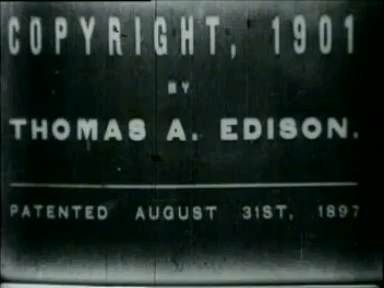 COPYRIGHT, 1901
BY
THOMAS A. EDISON.
PATENTED AUGUST 31ST, 1897